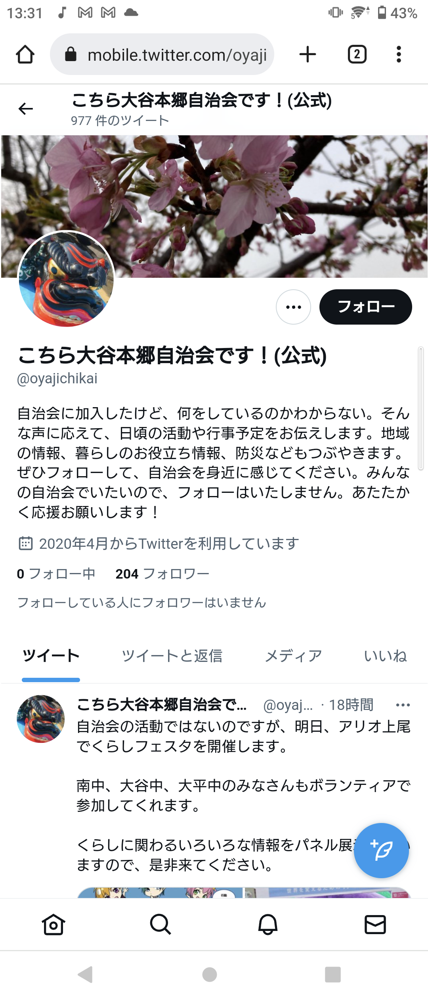 13:31
5
43%
mobile.twitter.com/oyaji
2
こちら大谷本郷自治会です！(公式)
977 件のツイート
フォロー
こちら大谷本郷自治会です！(公式)
@oyajichikai
自治会に加入したけど、何をしているのかわからない。そん
な声に応えて、日頃の活動や行事予定をお伝えします。地域
の情報、暮らしのお役立ち情報、防災などもつぶやきます。
ぜひフォローして、自治会を身近に感じてください。みんな
の自治会でいたいので、フォローはいたしません。あたたか
く応援お願いします！
2020年4月からTwitterを利用しています
0 フォロー中 204 フォロワー
フォローしている人にフォロワーはいません
ツイート ツイートと返信 メディア いいね
こちら大谷本郷自治会で... @oyaj... · 18時間
自治会の活動ではないのですが、明日、アリオ上尾
でくらしフェスタを開催します。
南中、大谷中、大平中のみなさんもボランティアで
参加してくれます。
くらしに関わるいろいろな情報をパネル展
ますので、是非来てください。
行動
世界を変えるための